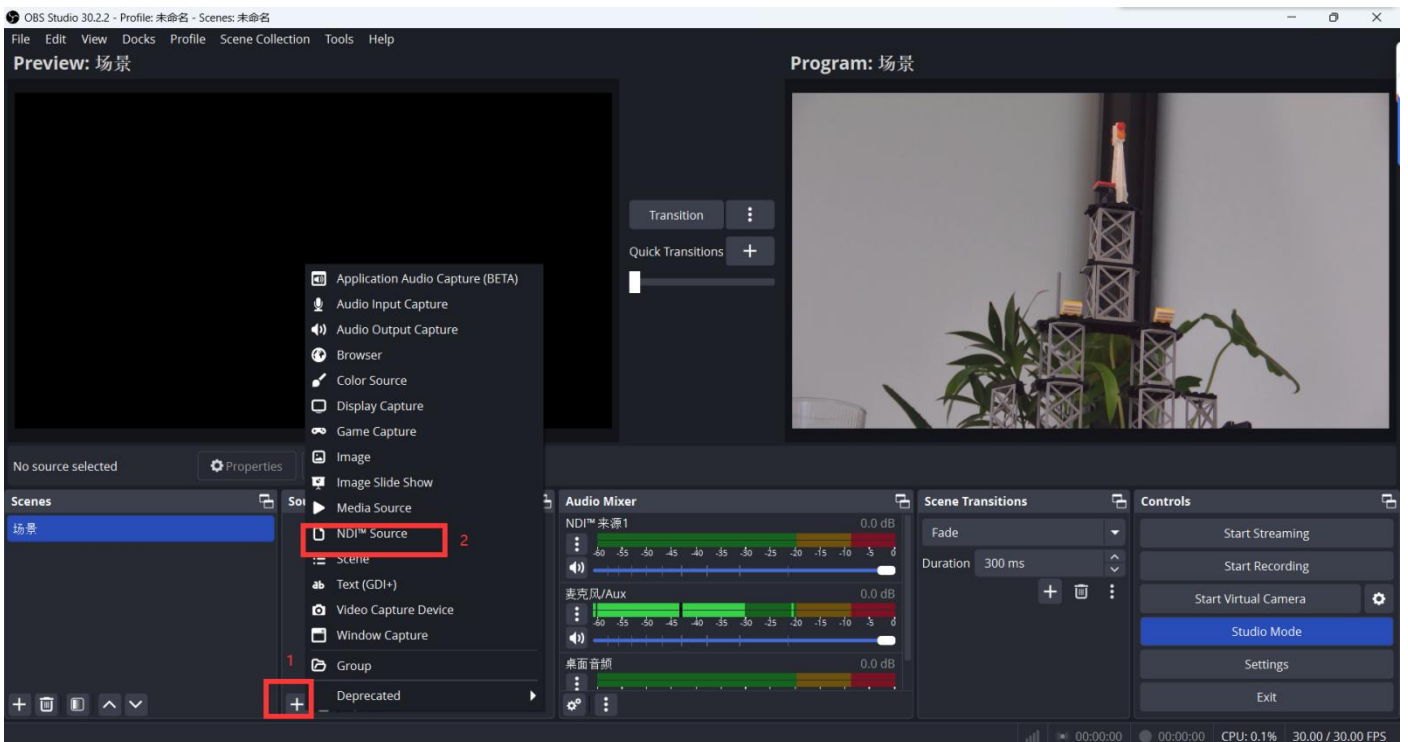 OBS Studio 30.2.2 - Profile: 未命名 - Scenes: 未命名
File Edit View Docks Profile Scene Collection Tools Help
Preview: 场景
Program: 场景
Transition
Quick Transitions
Application Audio Capture (BETA)
Audio Input Capture
Audio Output Capture
Browser
Color Source
Display Capture
Game Capture
Image
Image Slide Show
Media Source
NDI™ Source
2
Scene
ab Text (GDI+)
Video Capture Device
Window Capture
1
Group
Deprecated
No source selected
Properties
Scenes
场景
Sou
Audio Mixer
NDI™ 来源1 0.0 dB
-60 -55 -50 -45 -40 -35 -30 -25 -20 -15 -10 -5 0
麦克风/Aux 0.0 dB
-60 -55 -50 -45 -40 -35 -30 -25 -20 -15 -10 -5 0
桌面音频 0.0 dB
Scene Transitions
Fade
Duration 300 ms
Controls
Start Streaming
Start Recording
Start Virtual Camera
Studio Mode
Settings
Exit
00:00:00 00:00:00 CPU: 0.1% 30.00 / 30.00 FPS